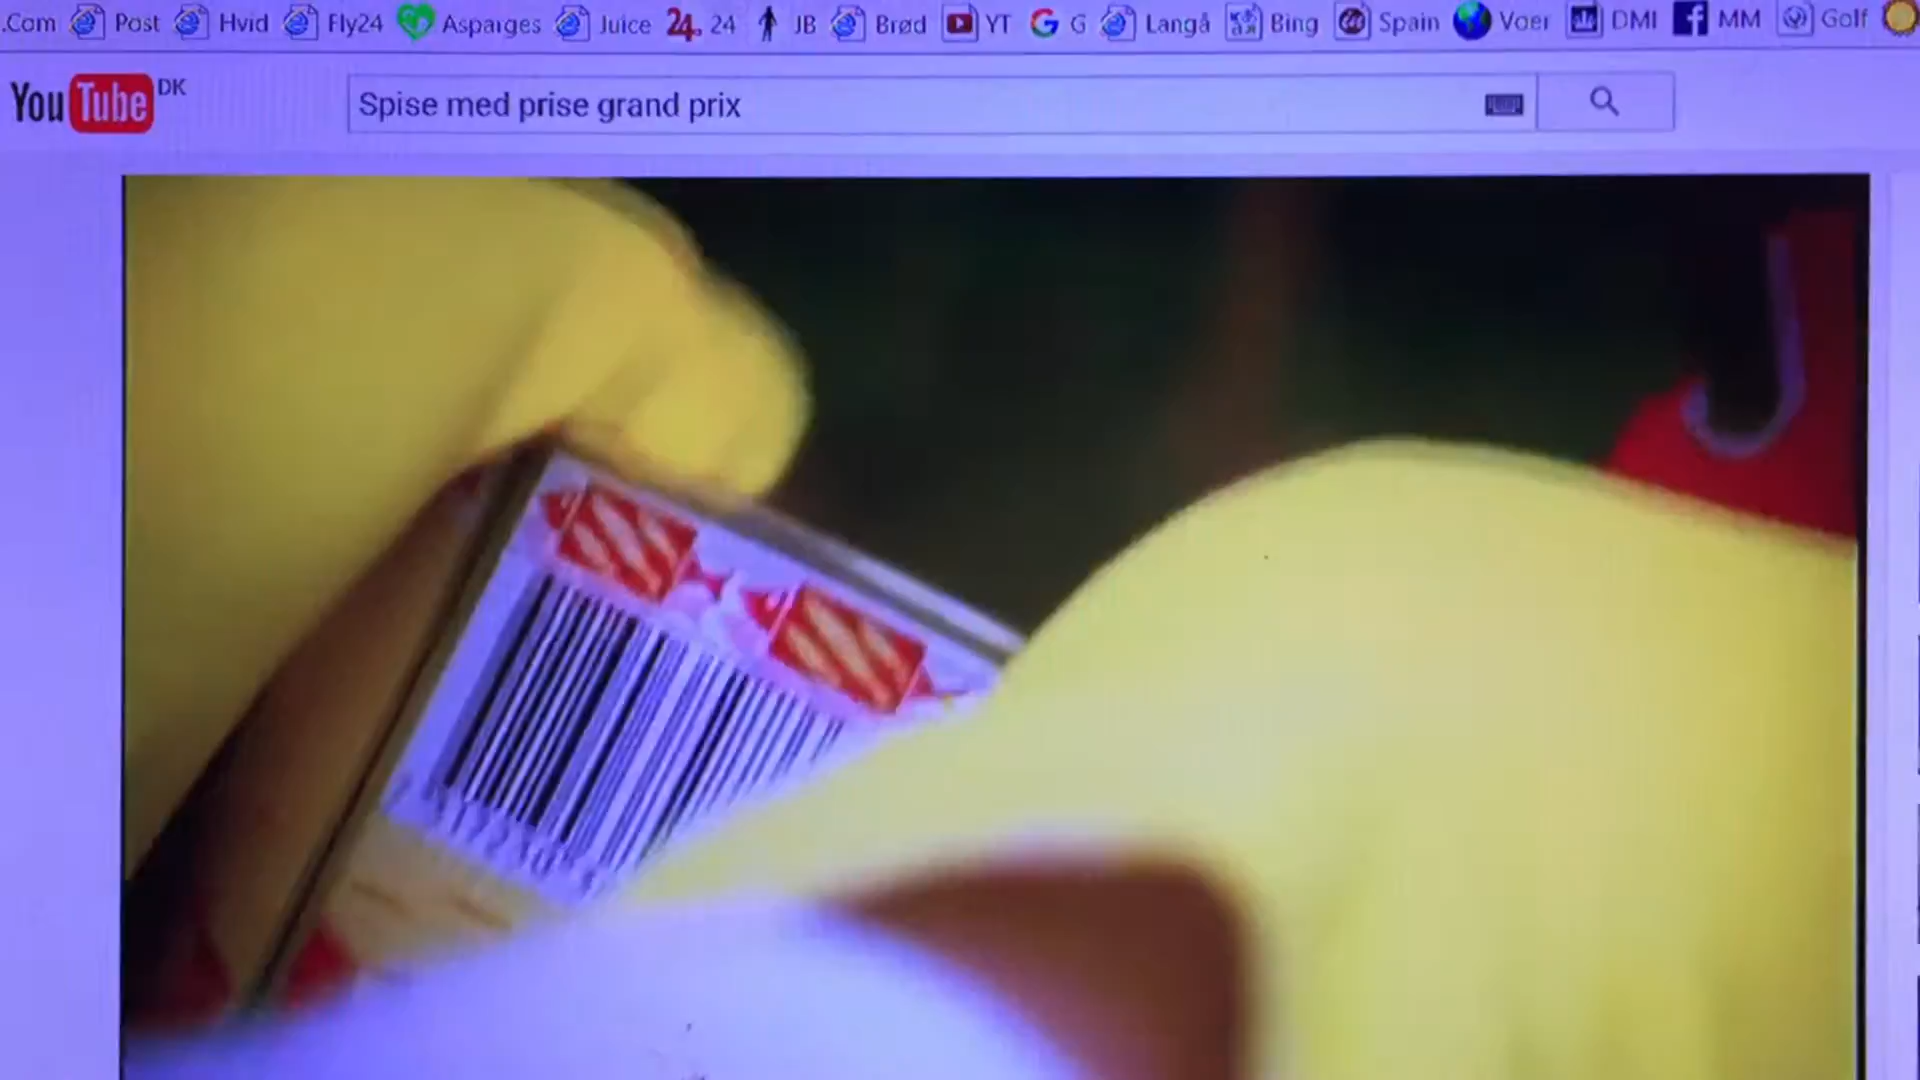 .Com Post Hvid Fly24 Asparges Juice 24. 24 JB Brød YT G G Langå Bing Spain Voer DMI f MM Golf
YouTube DK
Spise med prise grand prix